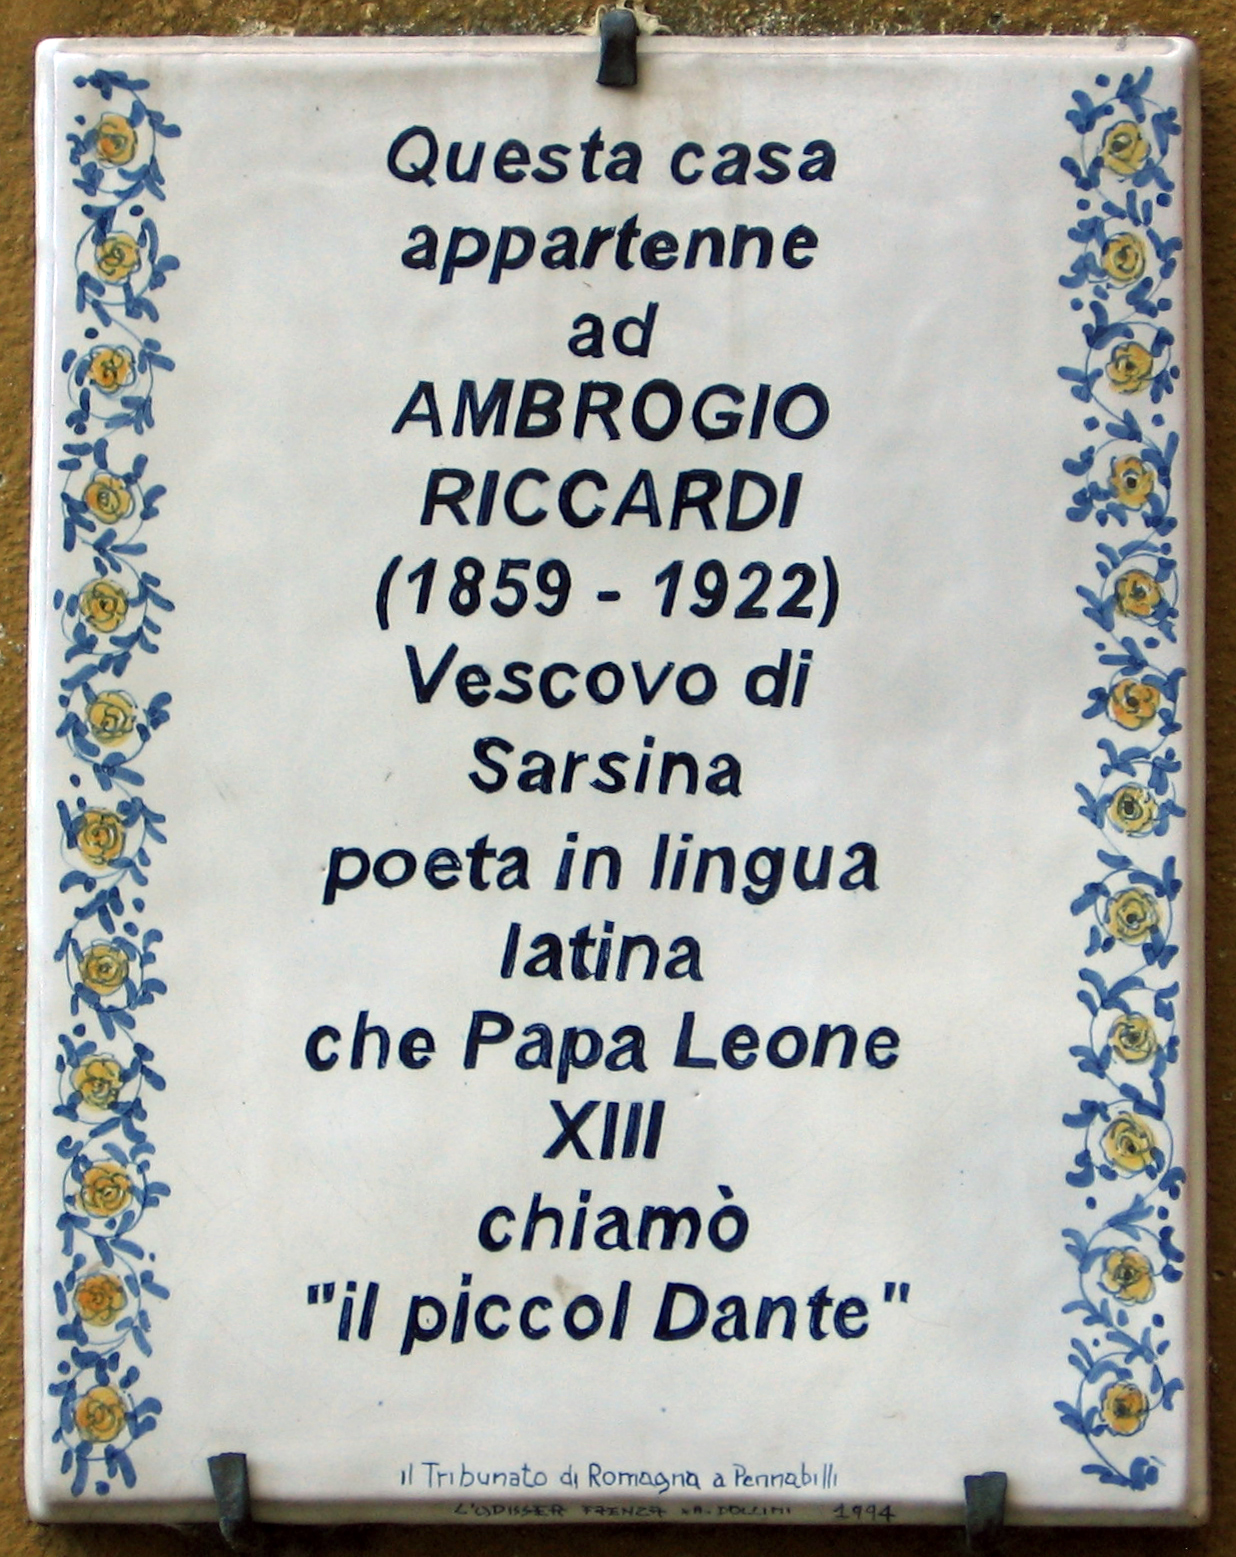 Questa casa
appartenne
ad
AMBROGIO
RICCARDI
(1859 - 1922)
Vescovo di
Sarsina
poeta in lingua
latina
che Papa Leone
XIII
chiamò
"il piccol Dante"
il Tribunato di Romagna a Pennabilli
1994